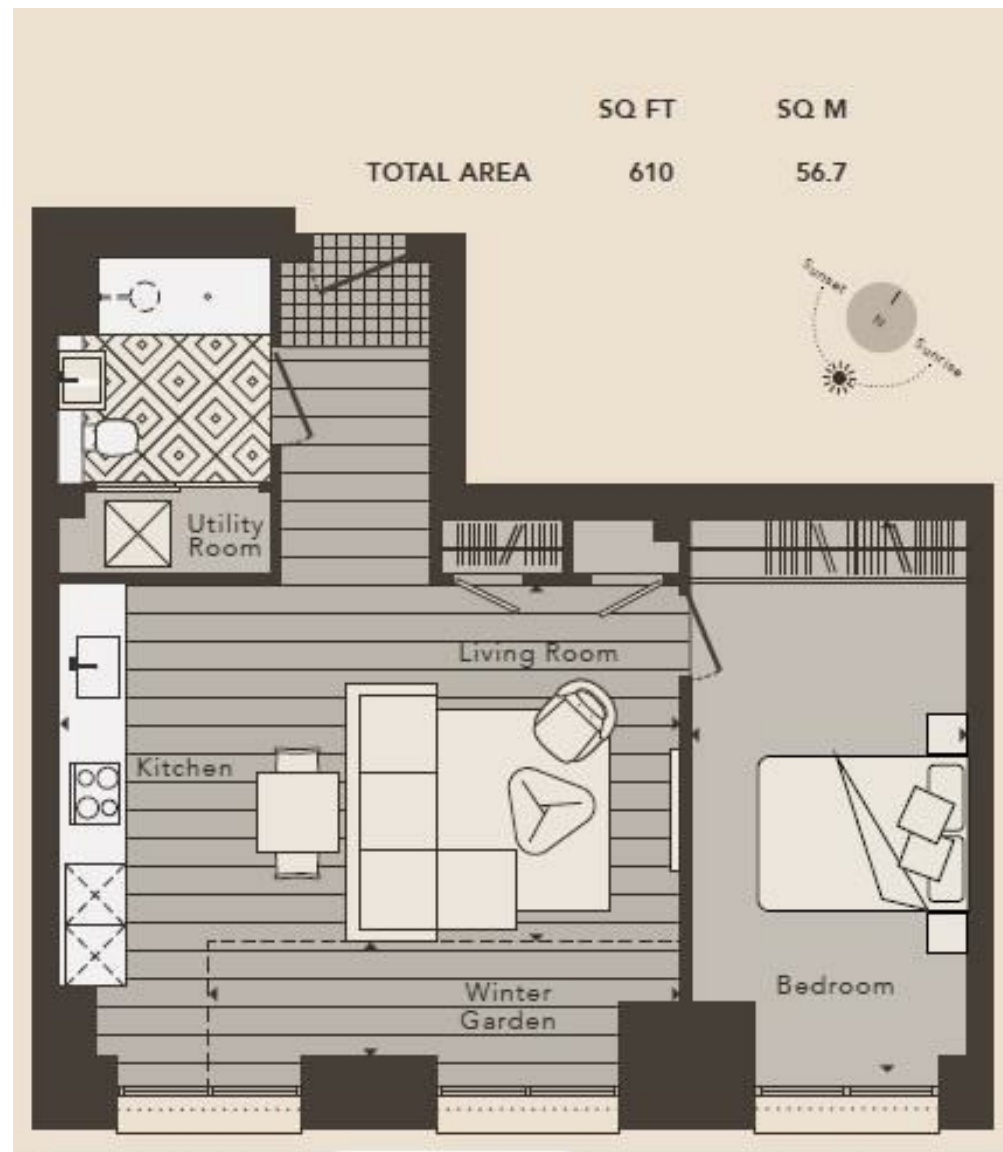 SQ FT SQ M
TOTAL AREA 610 56.7
Sunset
N
Sunrise
Utility
Room
Living Room
Kitchen
Winter
Garden
Bedroom